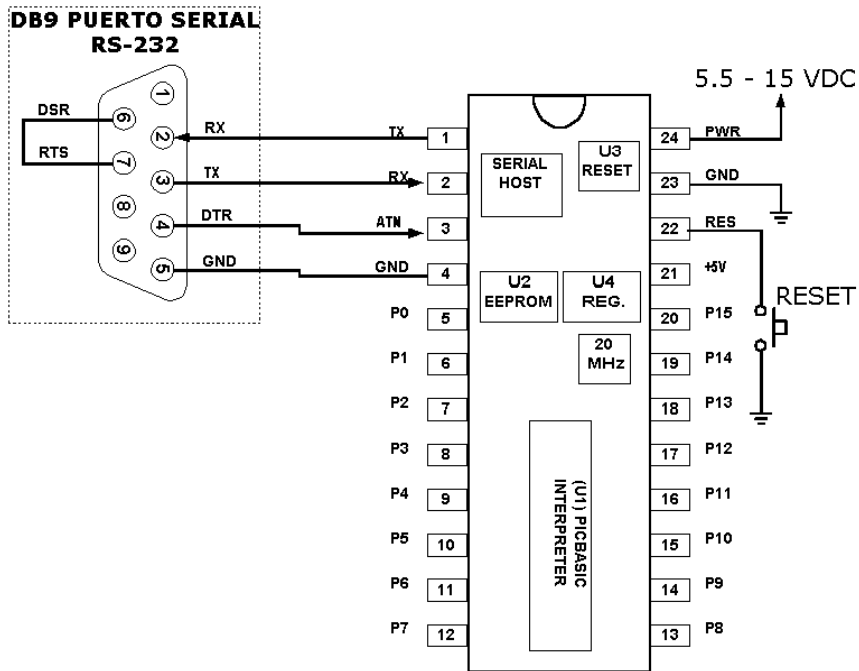 DB9 PUERTO SERIAL
RS-232
1
6
2
7
3
8
4
9
5
DSR
RTS
RX
TX
DTR
GND
TX
RX
ATN
GND
P0
P1
P2
P3
P4
P5
P6
P7
1
2
3
4
5
6
7
8
9
10
11
12
SERIAL
HOST
U3
RESET
U2
EEPROM
U4
REG.
20
MHz
(U1) PICBASIC
INTERPRETER
24
23
22
21
20
19
18
17
16
15
14
13
PWR
GND
RES
+5V
P15
P14
P13
P12
P11
P10
P9
P8
5.5 - 15 VDC
RESET